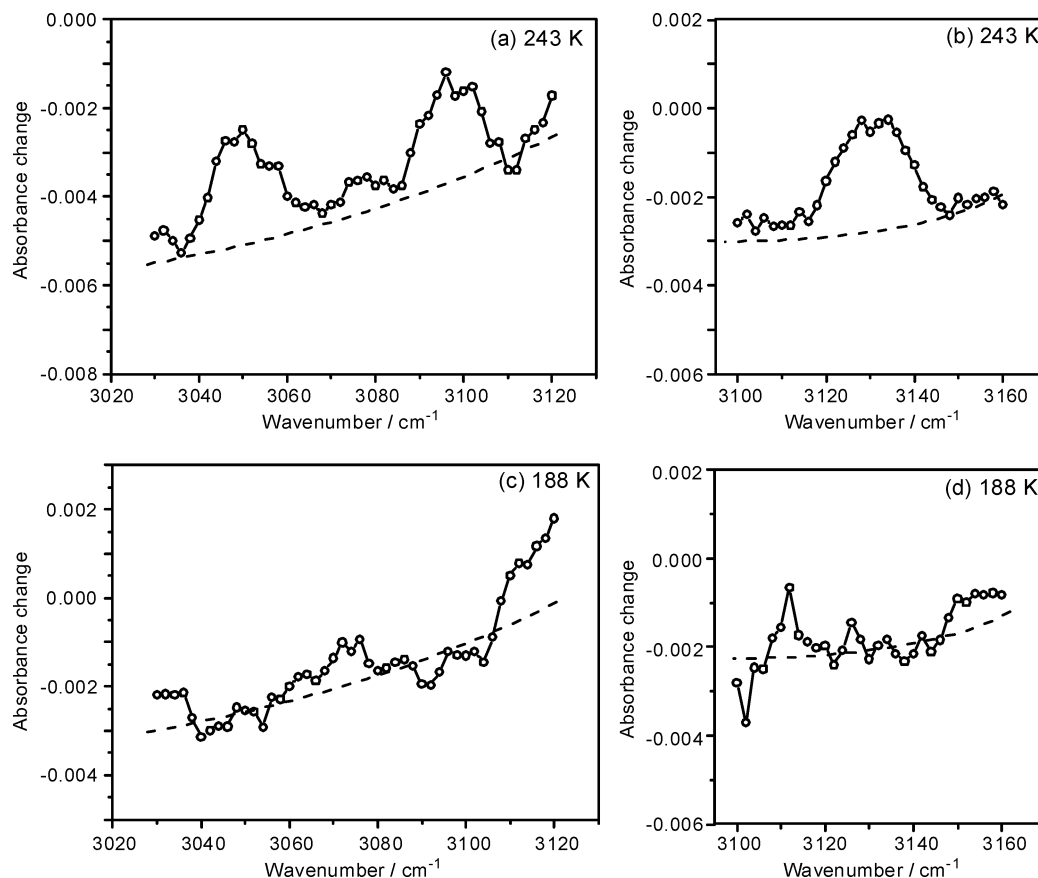 (a) 243 K
0.000
-0.002
-0.004
-0.006
-0.008
Absorbance change
3020 3040 3060 3080 3100 3120
Wavenumber / cm⁻¹
(b) 243 K
0.002
0.000
-0.002
-0.004
-0.006
Absorbance change
3100 3120 3140 3160
Wavenumber / cm⁻¹
(c) 188 K
0.002
0.000
-0.002
-0.004
Absorbance change
3020 3040 3060 3080 3100 3120
Wavenumber / cm⁻¹
(d) 188 K
0.002
0.000
-0.002
-0.004
-0.006
Absorbance change
3100 3120 3140 3160
Wavenumber / cm⁻¹